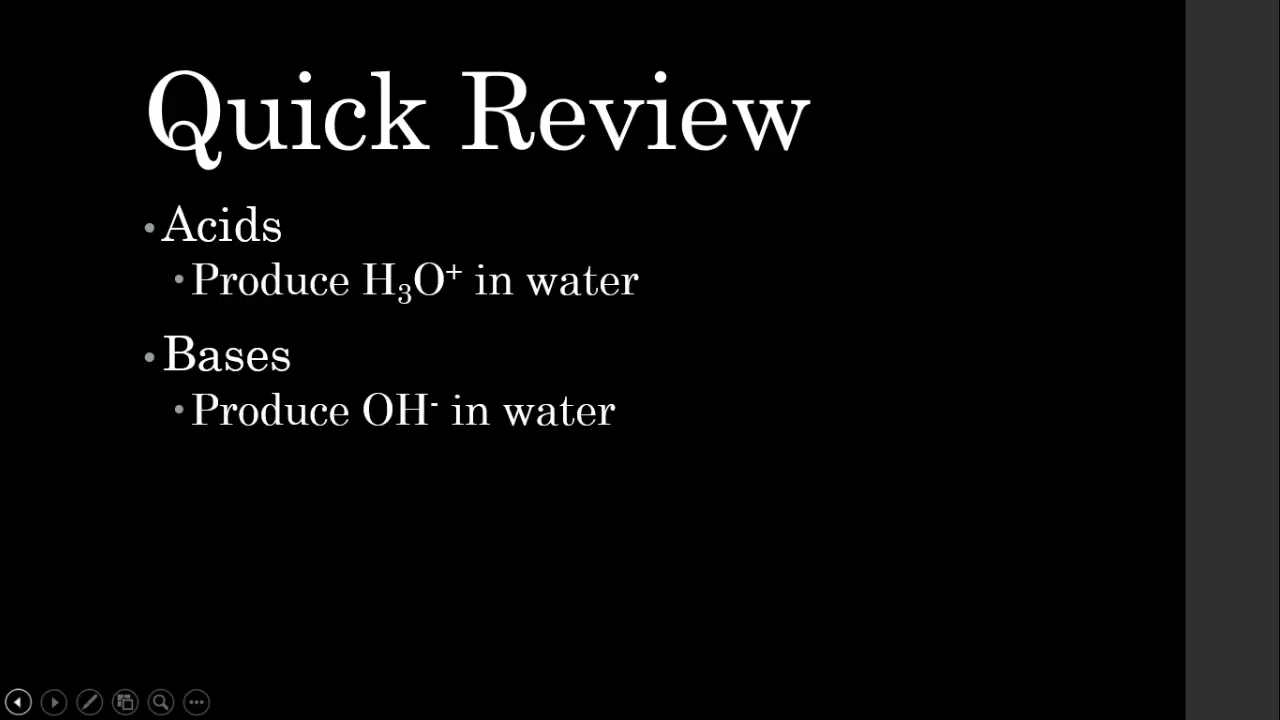 Quick Review
• Acids
• Produce H₃O⁺ in water
• Bases
• Produce OH⁻ in water